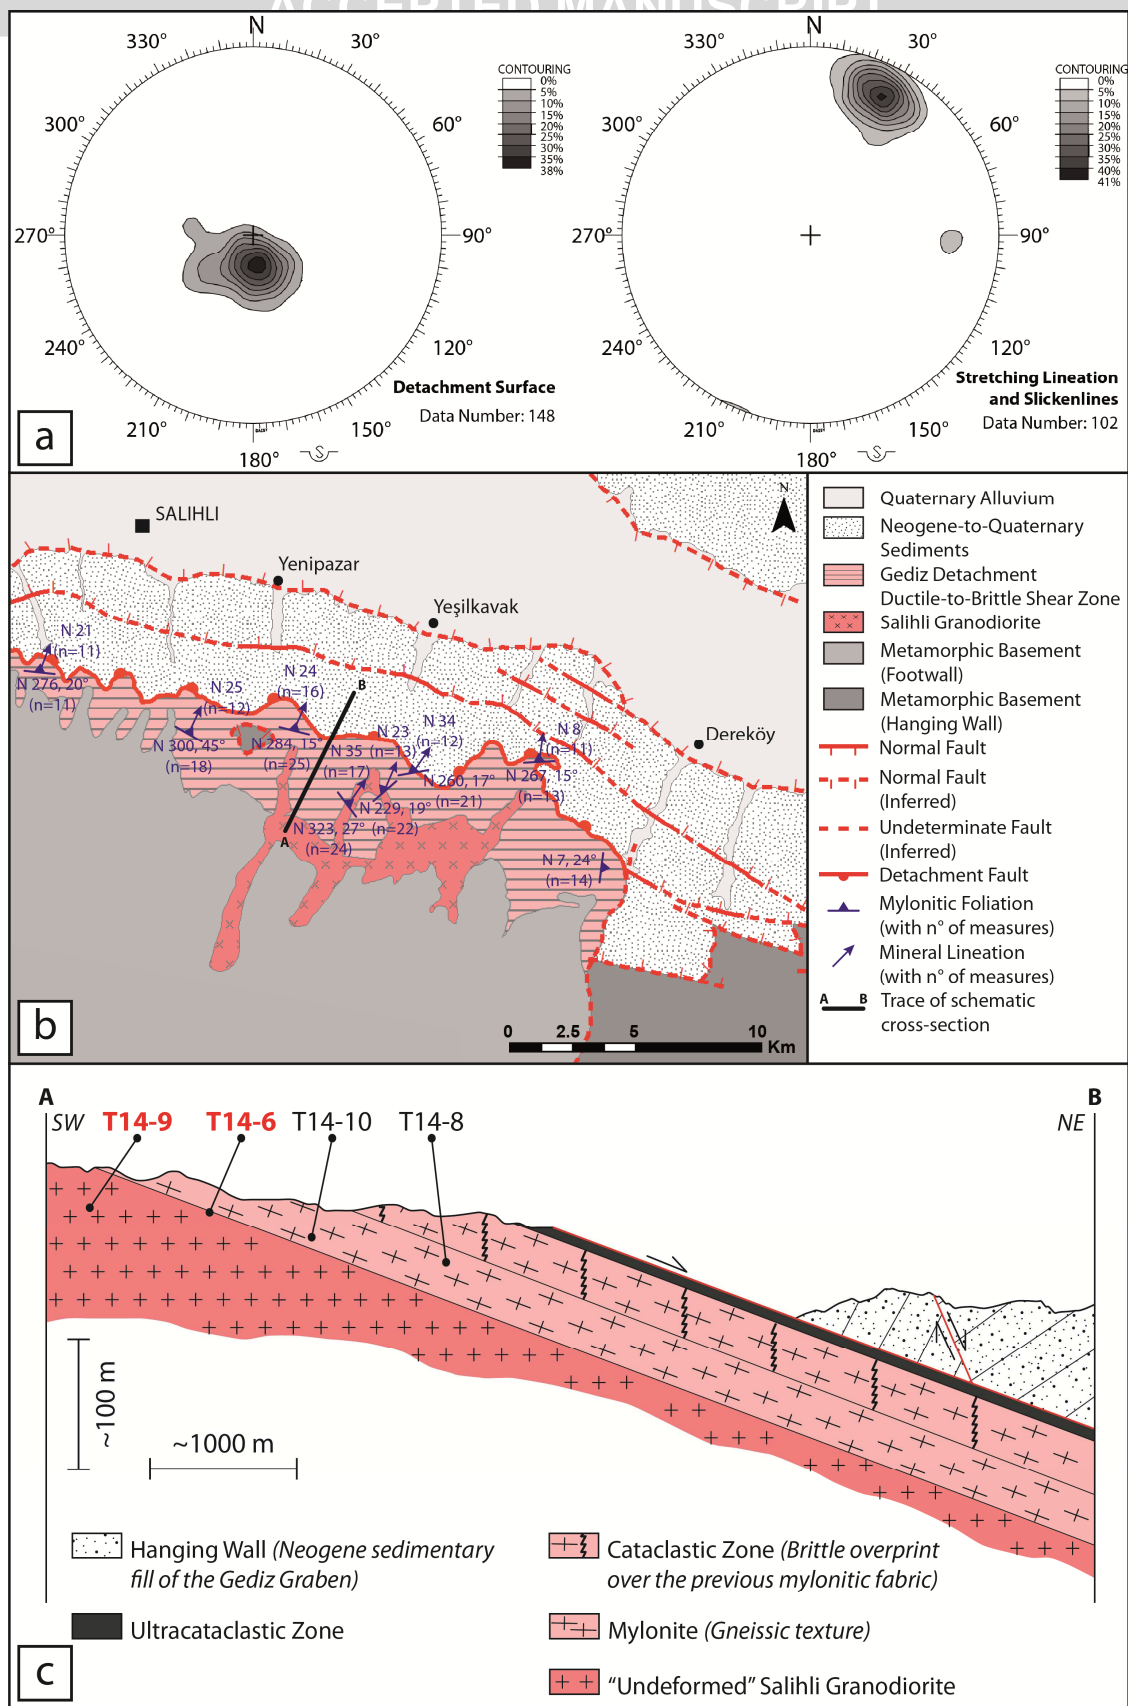 ACCEPTED MANUSCRIPT
N
330°
30°
300°
60°
270°
90°
240°
120°
210°
150°
180°
S
CONTOURING
0%
5%
10%
15%
20%
25%
30%
35%
38%
Detachment Surface
Data Number: 148
a
N
330°
30°
300°
60°
270°
90°
240°
120°
210°
150°
180°
S
CONTOURING
0%
5%
10%
15%
20%
25%
30%
35%
40%
41%
Stretching Lineation
and Slickenlines
Data Number: 102
SALIHLI
Yenipazar
Yeşilkavak
Dereköy
N
N 21
(n=11)
N 276, 20°
(n=11)
N 25
(n=12)
N 300, 45°
(n=18)
N 24
(n=16)
N 284, 15°
(n=25)
B
A
N 35
(n=17)
N 23
(n=13)
N 34
(n=12)
N 260, 17°
(n=21)
N 229, 19°
(n=22)
N 323, 27°
(n=24)
N 8
(n=11)
N 267, 15°
(n=13)
N 7, 24°
(n=14)
0
2.5
5
10
Km
b
Quaternary Alluvium
Neogene-to-Quaternary
Sediments
Gediz Detachment
Ductile-to-Brittle Shear Zone
Salihli Granodiorite
Metamorphic Basement
(Footwall)
Metamorphic Basement
(Hanging Wall)
Normal Fault
Normal Fault
(Inferred)
Undeterminate Fault
(Inferred)
Detachment Fault
Mylonitic Foliation
(with n° of measures)
Mineral Lineation
(with n° of measures)
A B
Trace of schematic
cross-section
A
B
SW
T14-9
T14-6
T14-10
T14-8
NE
~100 m
~1000 m
Hanging Wall (Neogene sedimentary
fill of the Gediz Graben)
Ultracataclastic Zone
Cataclastic Zone (Brittle overprint
over the previous mylonitic fabric)
Mylonite (Gneissic texture)
“Undeformed” Salihli Granodiorite
c